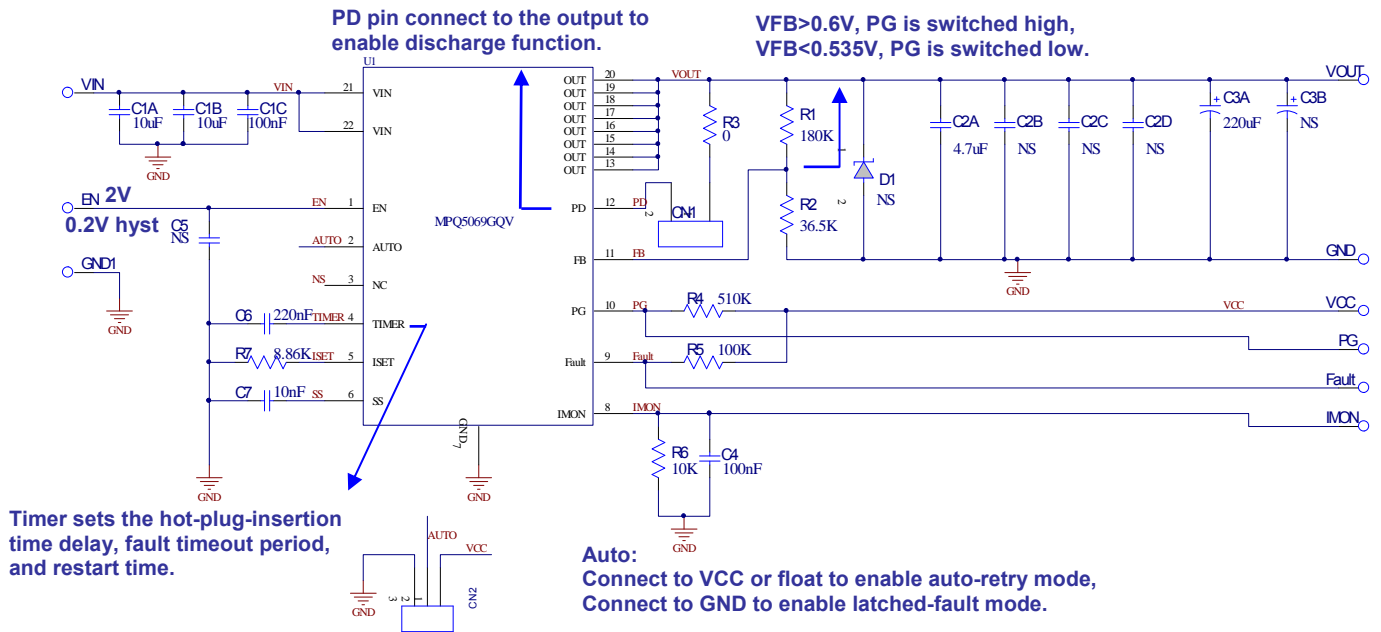 PD pin connect to the output to
enable discharge function.
VFB>0.6V, PG is switched high,
VFB<0.535V, PG is switched low.
U1
VIN
C1A
10uF
C1B
10uF
C1C
100nF
GND
VIN
21
VIN
22
VIN
EN 2V
0.2V hyst
C5
NS
GND1
GND
EN
1
EN
AUTO
2
AUTO
NS
3
NC
C6
220nF
TIMER
4
TIMER
R7
8.86K
ISET
5
ISET
C7
10nF
SS
6
SS
GND
MPQ5069GQV
GND
7
GND
OUT
20
OUT
19
OUT
18
OUT
17
OUT
16
OUT
15
OUT
14
OUT
13
PD
12
PD
FB
11
FB
PG
10
PG
Fault
9
Fault
IMON
8
IMON
VOUT
R3
0
2
CN1
R1
180K
R2
36.5K
1
D1
2
NS
C2A
4.7uF
C2B
NS
C2C
NS
C2D
NS
+ C3A
220uF
+ C3B
NS
VOUT
GND
GND
R4
510K
R5
100K
VCC
VCC
PG
Fault
IMON
R6
10K
C4
100nF
GND
Timer sets the hot-plug-insertion
time delay, fault timeout period,
and restart time.
AUTO
VCC
GND
3
2
1
CN2
Auto:
Connect to VCC or float to enable auto-retry mode,
Connect to GND to enable latched-fault mode.